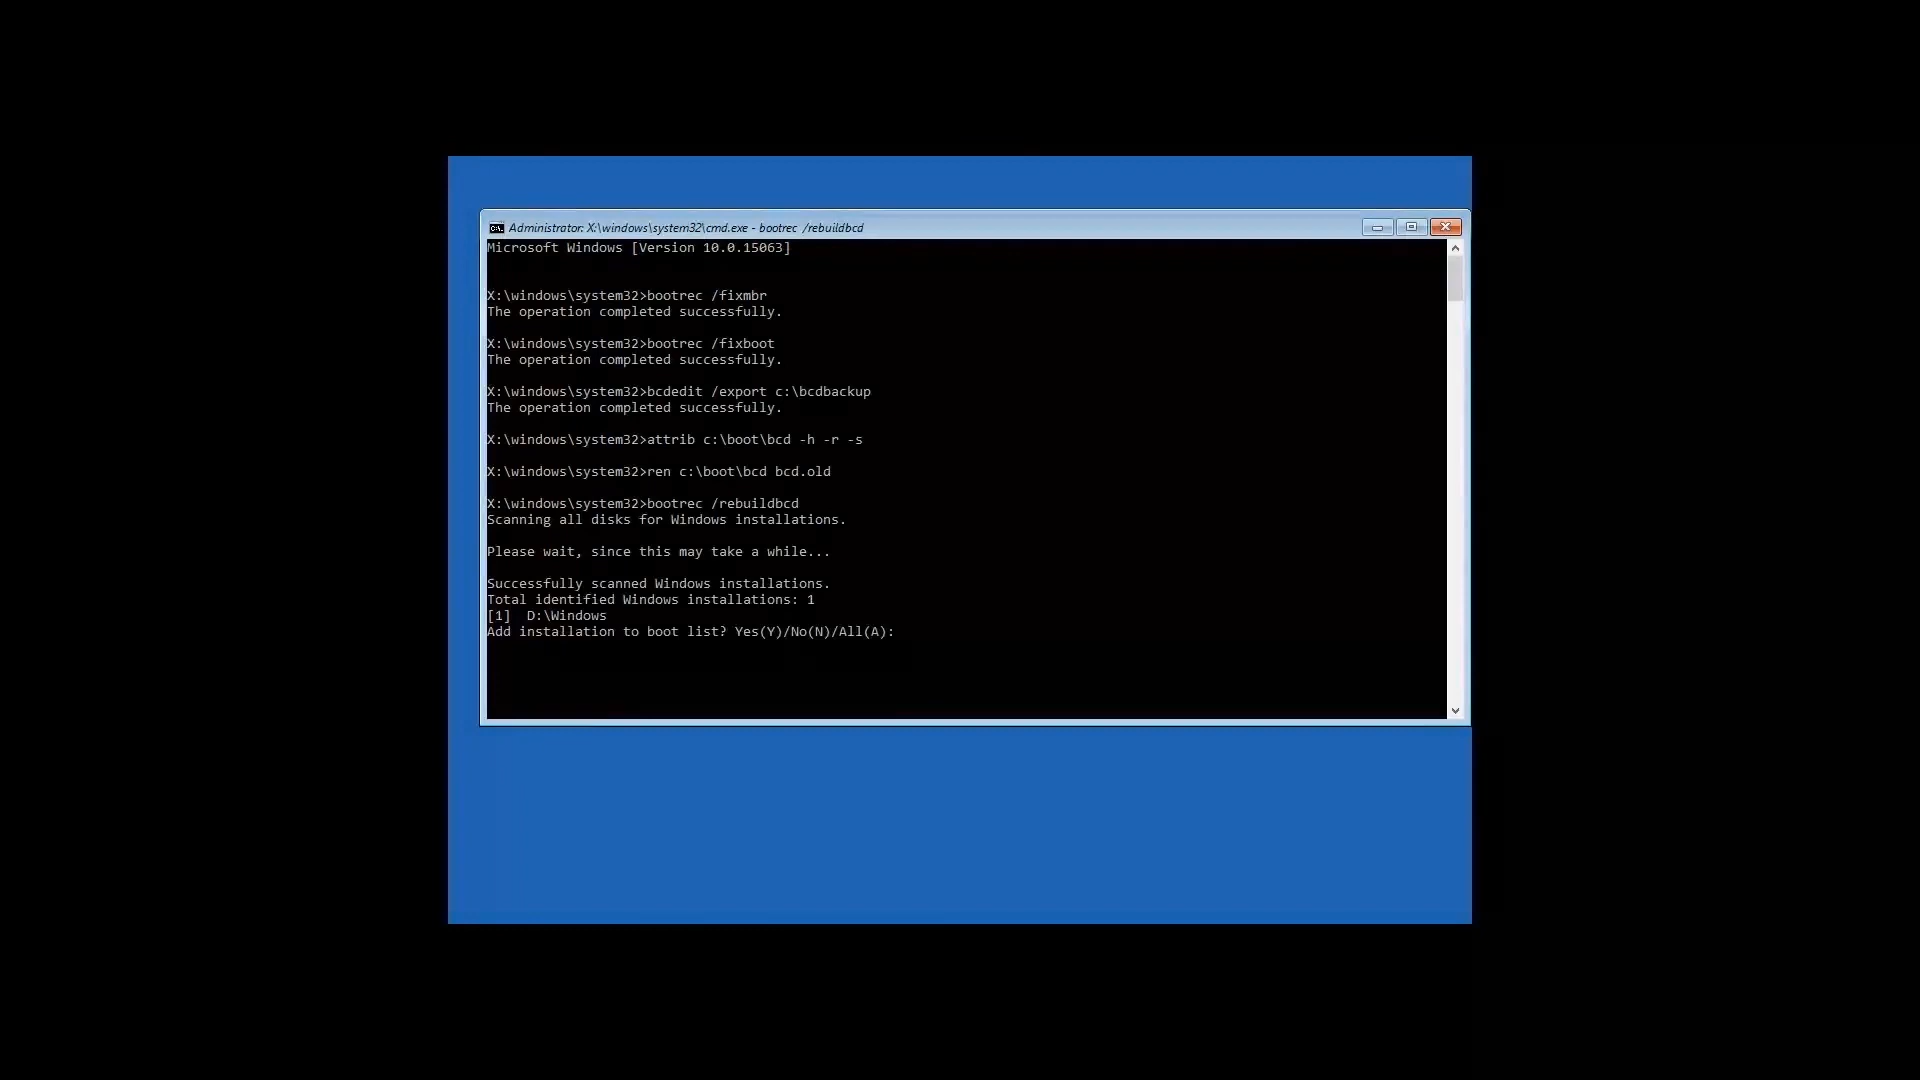 Administrator: X:\windows\system32\cmd.exe - bootrec /rebuildbcd
Microsoft Windows [Version 10.0.15063]
X:\windows\system32>bootrec /fixmbr
The operation completed successfully.
X:\windows\system32>bootrec /fixboot
The operation completed successfully.
X:\windows\system32>bcdedit /export c:\bcdbackup
The operation completed successfully.
X:\windows\system32>attrib c:\boot\bcd -h -r -s
X:\windows\system32>ren c:\boot\bcd bcd.old
X:\windows\system32>bootrec /rebuildbcd
Scanning all disks for Windows installations.
Please wait, since this may take a while...
Successfully scanned Windows installations.
Total identified Windows installations: 1
[1]  D:\Windows
Add installation to boot list? Yes(Y)/No(N)/All(A):